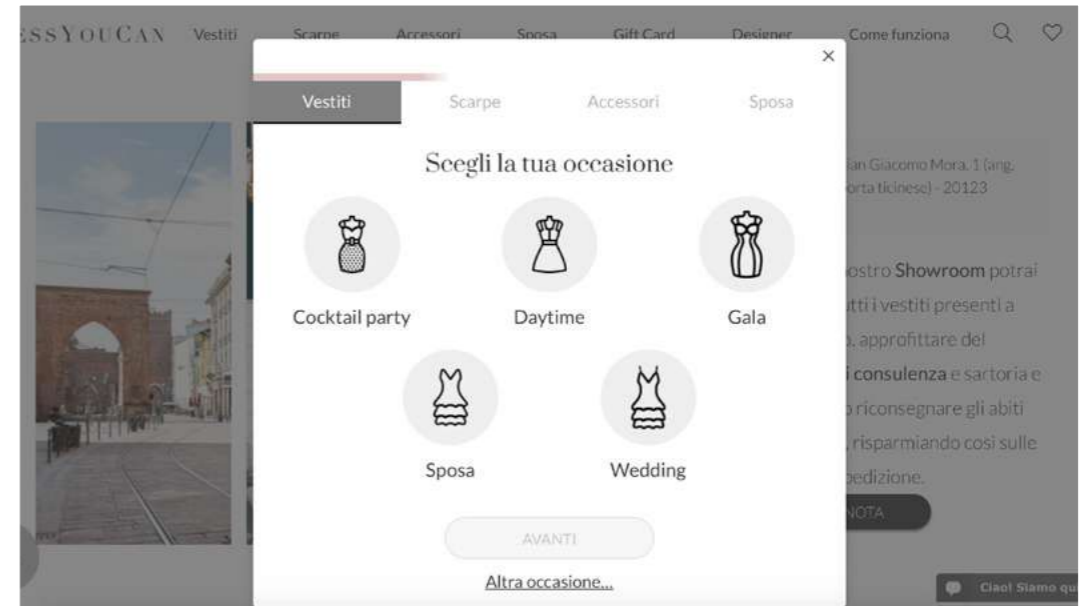 ESSYOUCAN Vestiti Scarpe Accessori Sposa Gift Card Designer Come funziona
×
Vestiti Scarpe Accessori Sposa
Scegli la tua occasione
Cocktail party Daytime Gala
Sposa Wedding
AVANTI
Altra occasione...
ian Giacomo Mora, 1 (ang.
orta ticinese) - 20123
ostro Showroom potrai
tti i vestiti presenti a
o, approfittare del
i consulenza e sartoria e
o riconsegnare gli abiti
, risparmiando così sulle
pedizione.
NOTA
Ciao! Siamo qu